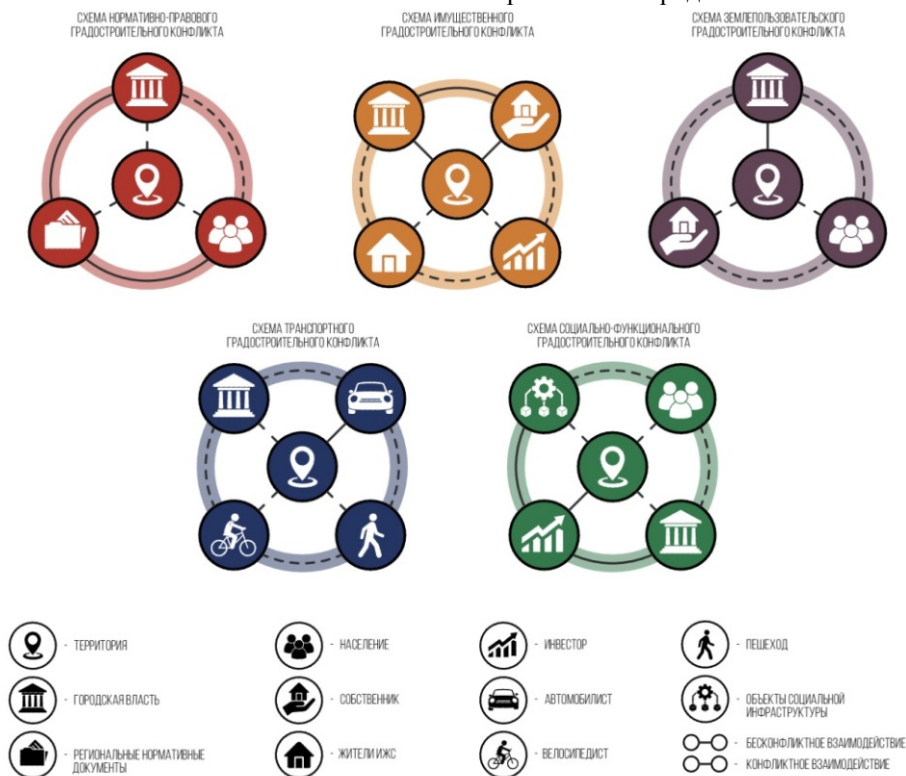 СХЕМА НОРМАТИВНО-ПРАВОВОГО
ГРАДОСТРОИТЕЛЬНОГО КОНФЛИКТА
СХЕМА ИМУЩЕСТВЕННОГО
ГРАДОСТРОИТЕЛЬНОГО КОНФЛИКТА
СХЕМА ЗЕМЛЕПОЛЬЗОВАТЕЛЬСКОГО
ГРАДОСТРОИТЕЛЬНОГО КОНФЛИКТА
СХЕМА ТРАНСПОРТНОГО
ГРАДОСТРОИТЕЛЬНОГО КОНФЛИКТА
СХЕМА СОЦИАЛЬНО-ФУНКЦИОНАЛЬНОГО
ГРАДОСТРОИТЕЛЬНОГО КОНФЛИКТА
- ТЕРРИТОРИЯ
- ГОРОДСКАЯ ВЛАСТЬ
- РЕГИОНАЛЬНЫЕ НОРМАТИВНЫЕ
ДОКУМЕНТЫ
- НАСЕЛЕНИЕ
- СОБСТВЕННИК
- ЖИТЕЛИ ИЖС
- ИНВЕСТОР
- АВТОМОБИЛИСТ
- ВЕЛОСИПЕДИСТ
- ПЕШЕХОД
- ОБЪЕКТЫ СОЦИАЛЬНОЙ
ИНФРАСТРУКТУРЫ
- БЕСКОНФЛИКТНОЕ ВЗАИМОДЕЙСТВИЕ
- КОНФЛИКТНОЕ ВЗАИМОДЕЙСТВИЕ